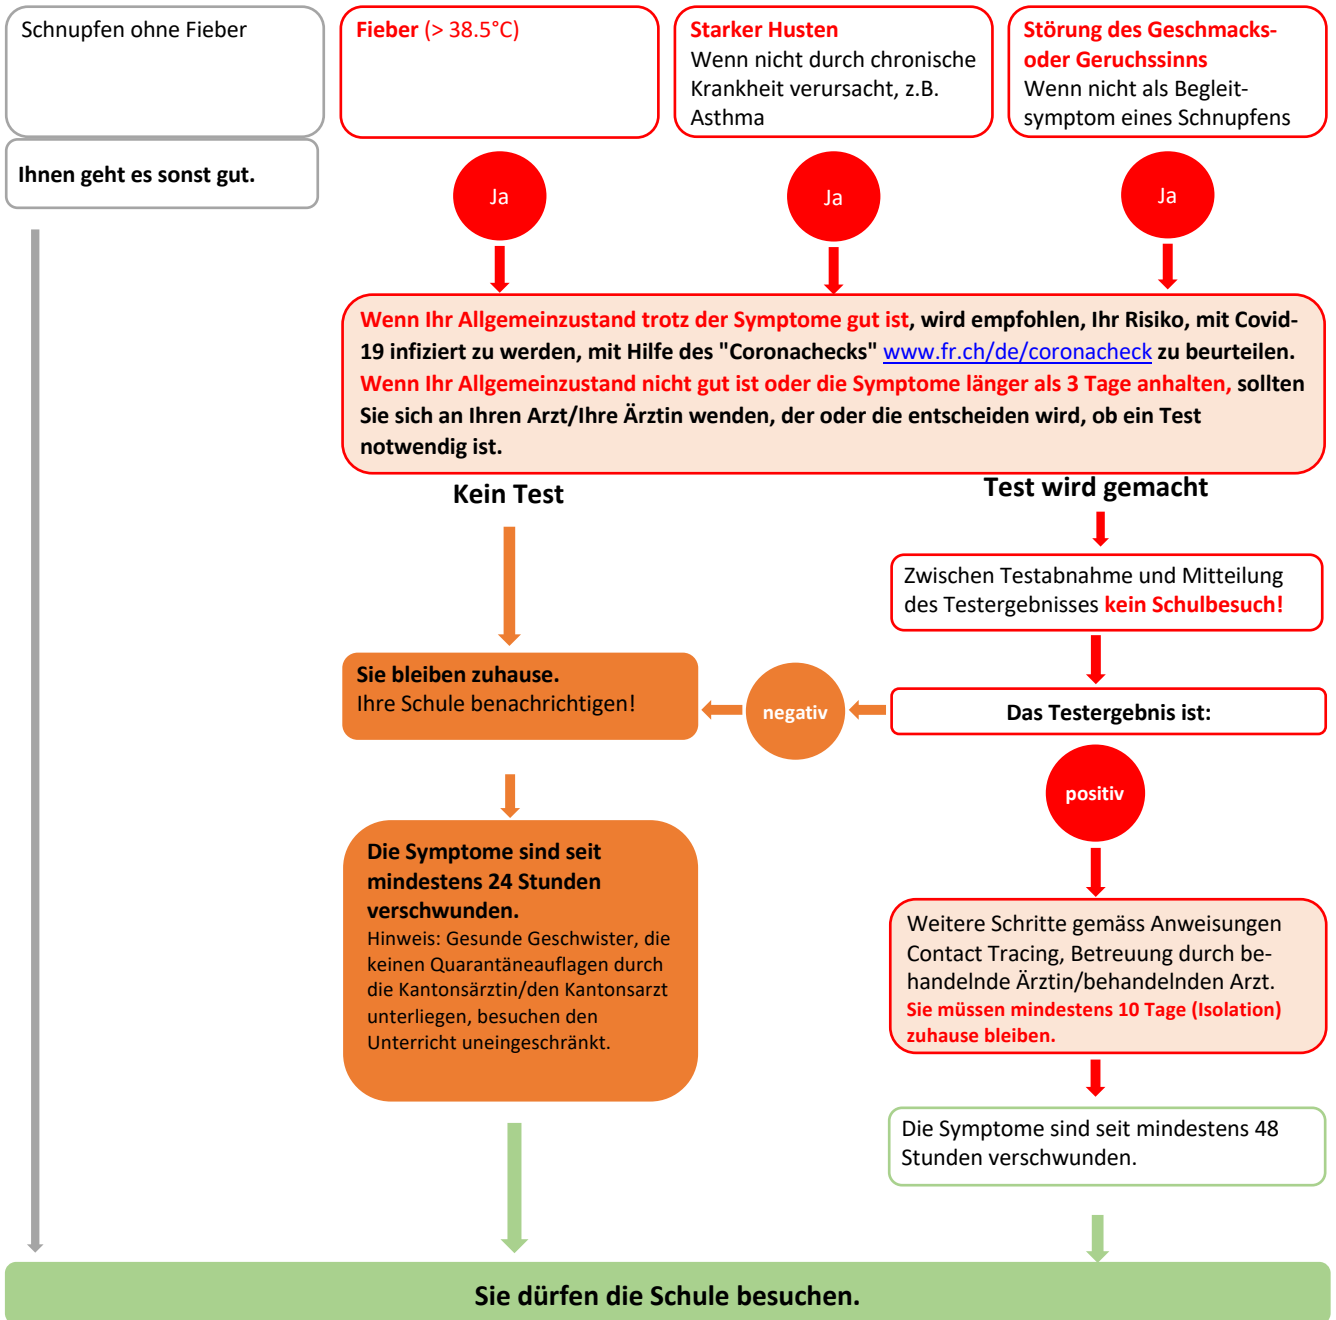 Schnupfen ohne Fieber
Ihnen geht es sonst gut.
Fieber (> 38.5°C)
Starker Husten
Wenn nicht durch chronische
Krankheit verursacht, z.B.
Asthma
Störung des Geschmacks-
oder Geruchssinns
Wenn nicht als Begleit-
symptom eines Schnupfens
Ja
Ja
Ja
Wenn Ihr Allgemeinzustand trotz der Symptome gut ist, wird empfohlen, Ihr Risiko, mit Covid-
19 infiziert zu werden, mit Hilfe des "Coronachecks" www.fr.ch/de/coronacheck zu beurteilen.
Wenn Ihr Allgemeinzustand nicht gut ist oder die Symptome länger als 3 Tage anhalten, sollten
Sie sich an Ihren Arzt/Ihre Ärztin wenden, der oder die entscheiden wird, ob ein Test
notwendig ist.
Kein Test
Test wird gemacht
Zwischen Testabnahme und Mitteilung
des Testergebnisses kein Schulbesuch!
Sie bleiben zuhause.
Ihre Schule benachrichtigen!
negativ
Das Testergebnis ist:
positiv
Die Symptome sind seit
mindestens 24 Stunden
verschwunden.
Hinweis: Gesunde Geschwister, die
keinen Quarantäneauflagen durch
die Kantonsärztin/den Kantonsarzt
unterliegen, besuchen den
Unterricht uneingeschränkt.
Weitere Schritte gemäss Anweisungen
Contact Tracing, Betreuung durch be-
handelnde Ärztin/behandelnden Arzt.
Sie müssen mindestens 10 Tage (Isolation)
zuhause bleiben.
Die Symptome sind seit mindestens 48
Stunden verschwunden.
Sie dürfen die Schule besuchen.